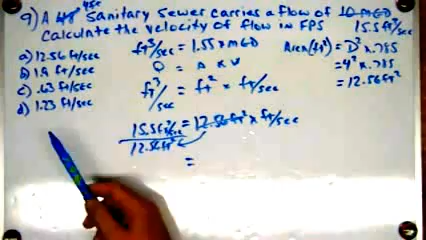 9) A 48" Sanitary Sewer carries a flow of 10 MGD
Calculate the velocity of flow in FPS
15.5 ft³/sec
a) 12.56 ft/sec
b) 1.9 ft/sec
c) .63 ft/sec
d) 1.23 ft/sec
ft³/sec = 1.55 × MGD
Q = A × V
ft³/sec = ft² × ft/sec
Area(ft²) = D² × .785
= 4² × .785
= 12.56 ft²
15.5 ft³/sec = 12.56 ft² × ft/sec
12.56 ft²
=